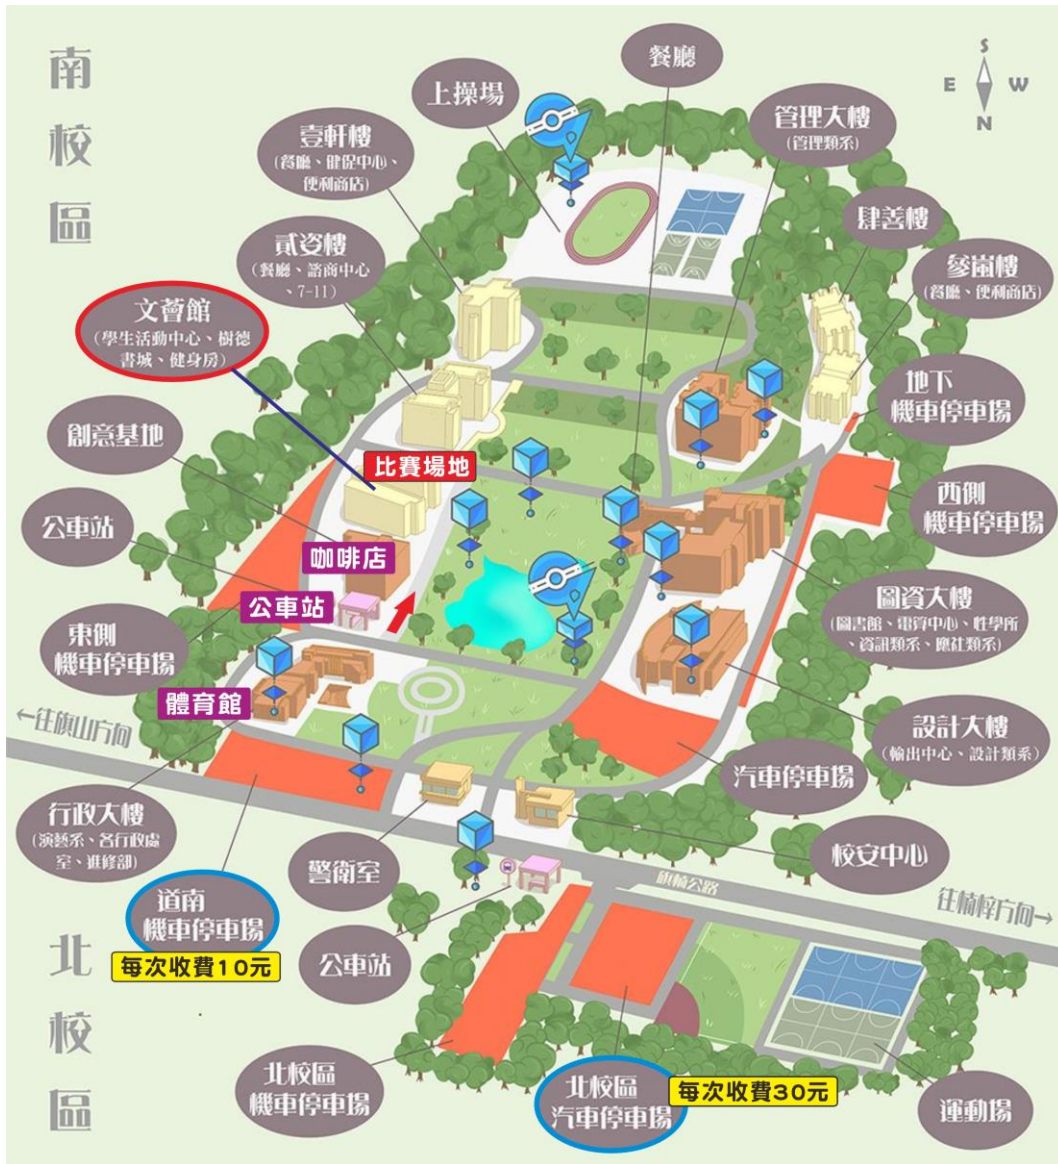 南
校
區
S
E W
N
餐廳
上操場
管理大樓
(管理類系)
壹軒樓
(餐廳、健促中心、
便利商店)
肆善樓
貳姿樓
(餐廳、諮商中心
、7-11)
參崗樓
(餐廳、便利商店)
文薈館
(學生活動中心、樹德
書城、健身房)
地下
機車停車場
創意基地
比賽場地
西側
機車停車場
公車站
咖啡店
公車站
圖資大樓
(圖書館、電資中心、性學所
、資訊類系、應社類系)
東側
機車停車場
體育館
←往旗山方向
設計大樓
(輸出中心、設計類系)
汽車停車場
行政大樓
(演藝系、各行政處
室、進修部)
警衛室
校安中心
旗楠公路
往楠梓方向→
道南
機車停車場
每次收費10元
公車站
北
校
區
北校區
機車停車場
北校區
汽車停車場
每次收費30元
運動場